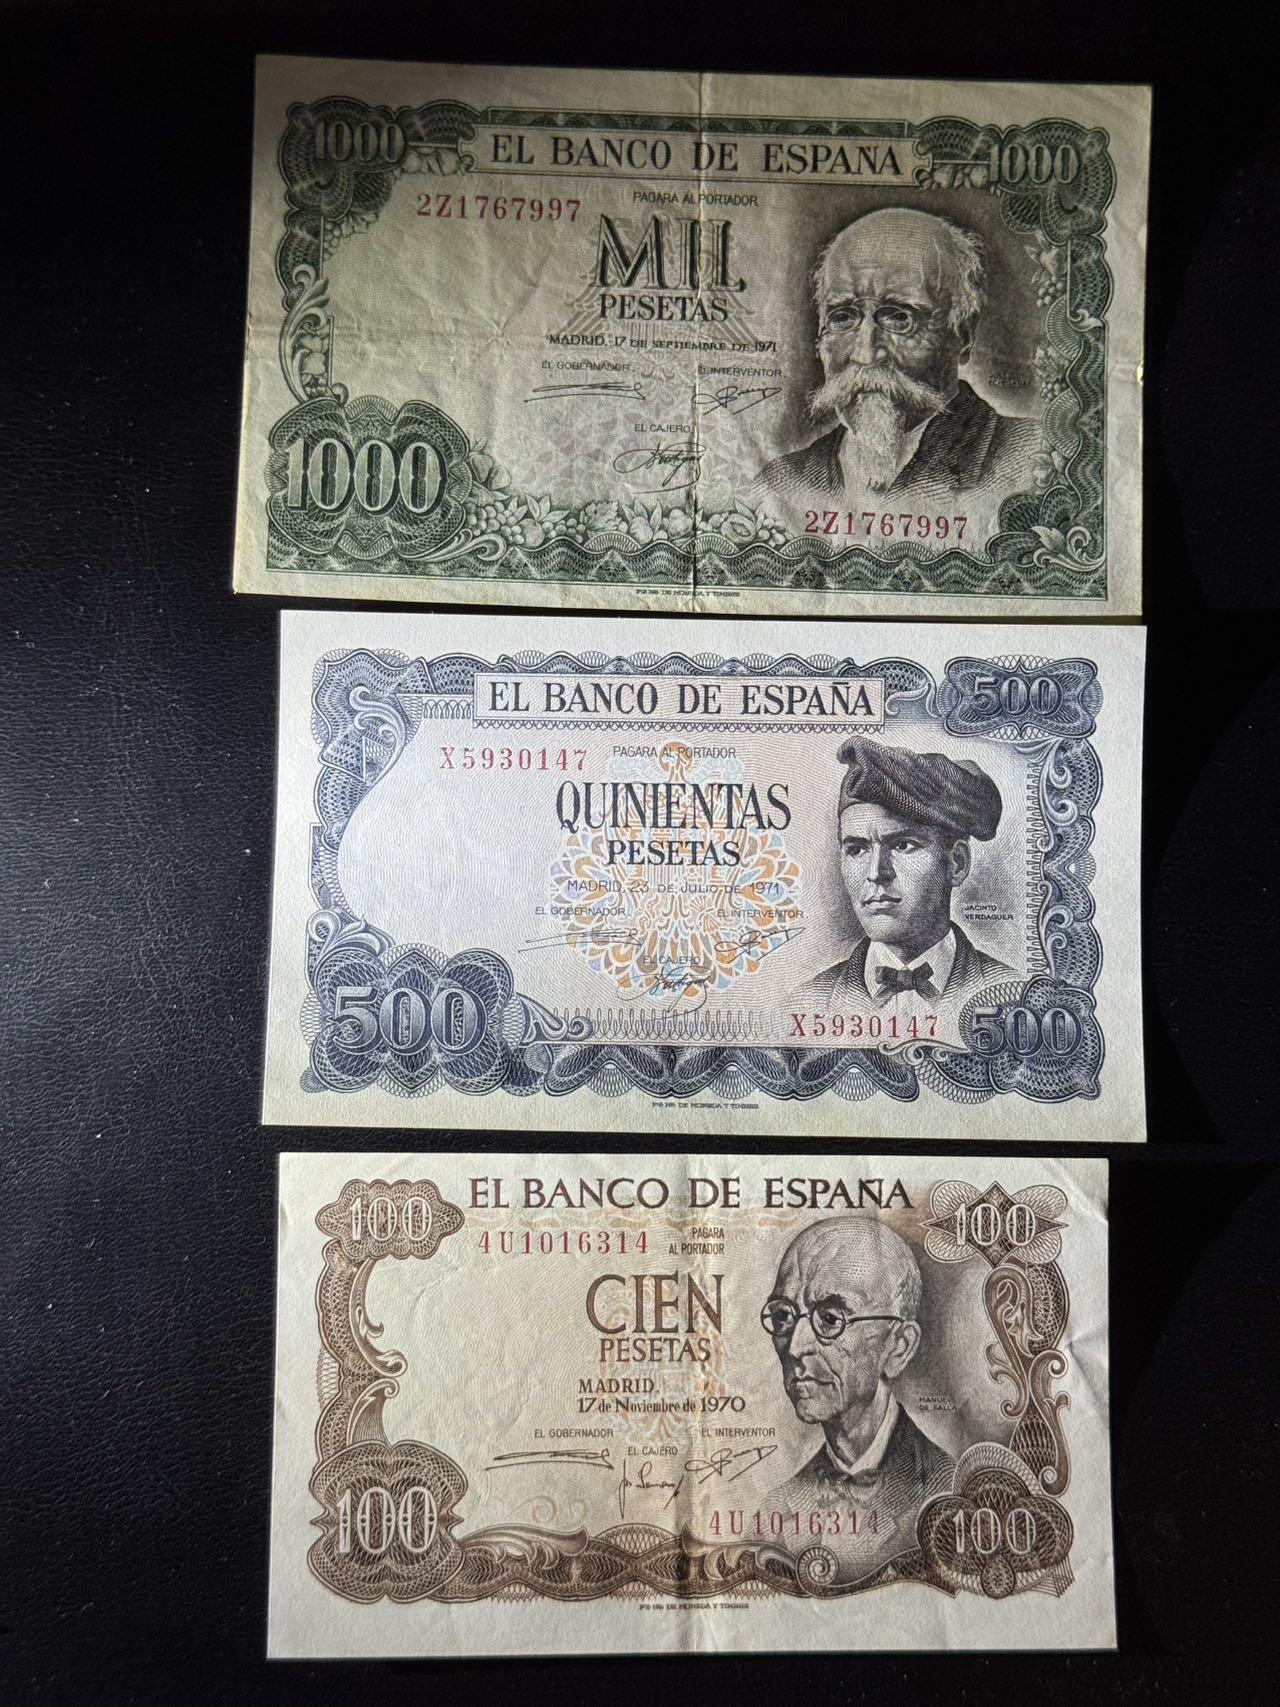 1000 EL BANCO DE ESPAÑA 1000
2Z1767997
PAGARÁ AL PORTADOR
MIL
PESETAS
MADRID, 17 DE SEPTIEMBRE DE 1971
EL GOBERNADOR, EL INTERVENTOR
EL CAJERO,
1000
2Z1767997
EL BANCO DE ESPAÑA 500
X5930147
PAGARA AL PORTADOR
QUINIENTAS
PESETAS
MADRID, 23 DE JULIO DE 1971
JACINTO
VERDAGUER
EL GOBERNADOR, EL INTERVENTOR
EL CAJERO
500 X5930147 500
EL BANCO DE ESPAÑA
100 100
4U1016314
PAGARA
AL PORTADOR
CIEN
PESETAS
MADRID,
17 de Noviembre de 1970
MANUEL
DE FALLA
EL GOBERNADOR EL INTERVENTOR
EL CAJERO
100 4U1016314 100